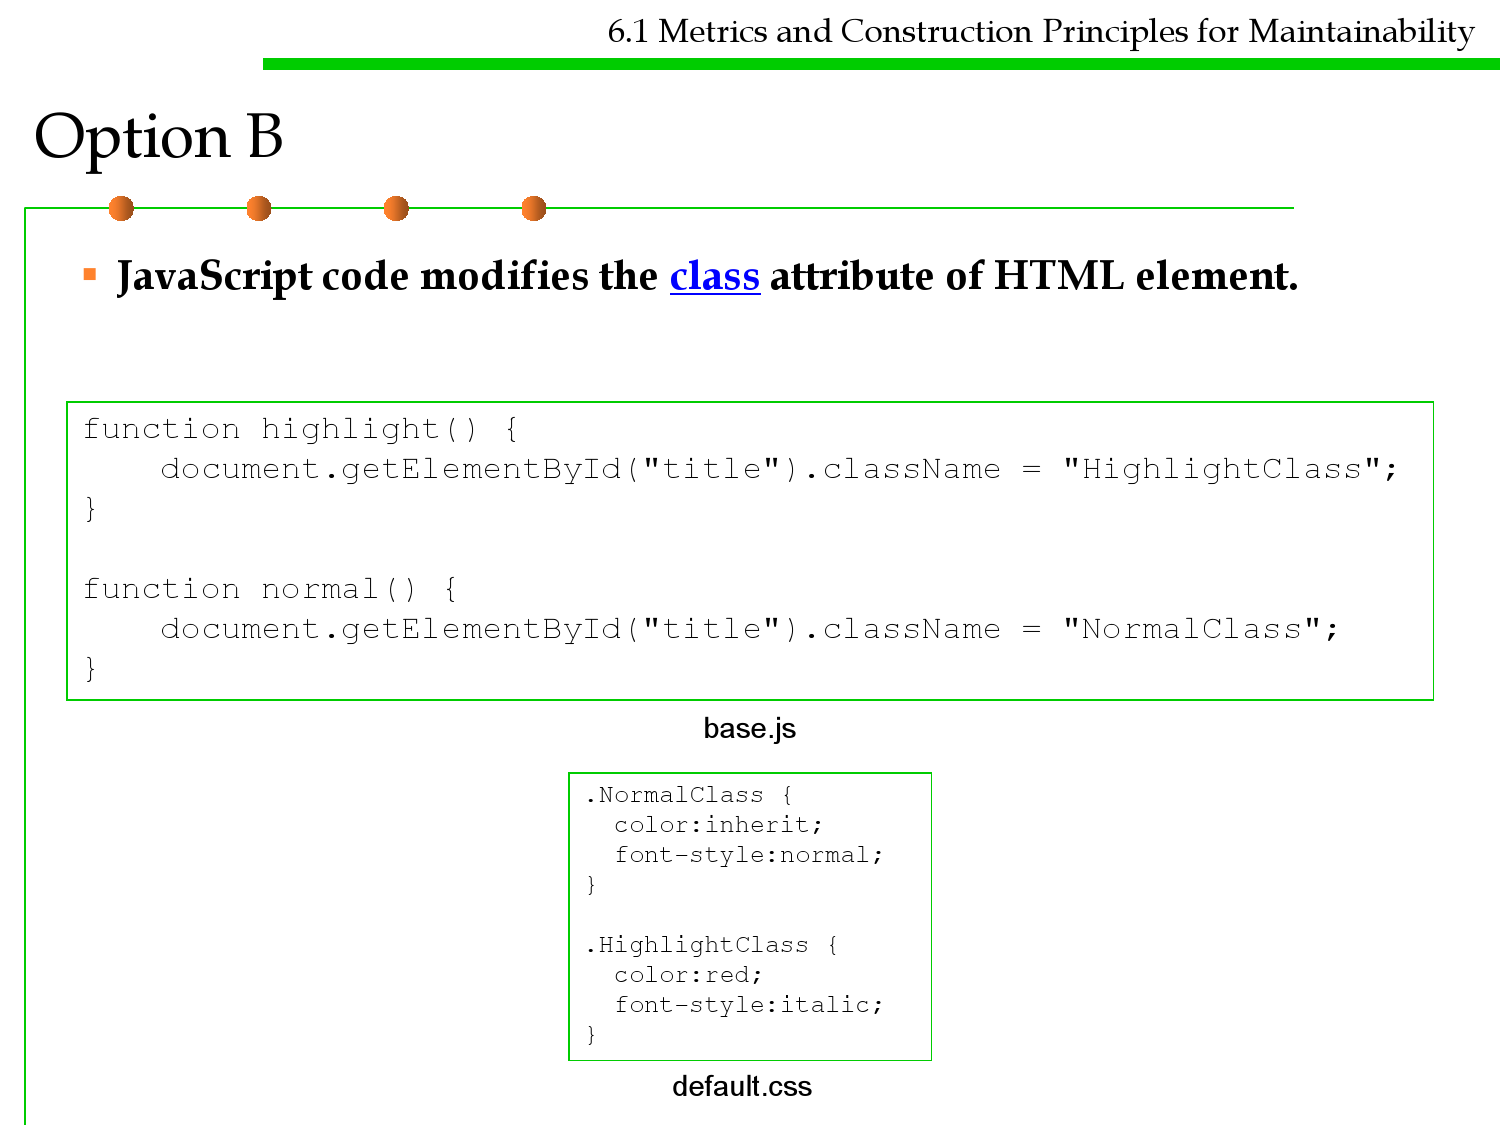 6.1 Metrics and Construction Principles for Maintainability
Option B
▪ JavaScript code modifies the class attribute of HTML element.
function highlight() {
    document.getElementById("title").className = "HighlightClass";
}
function normal() {
    document.getElementById("title").className = "NormalClass";
}
base.js
.NormalClass {
  color:inherit;
  font-style:normal;
}
.HighlightClass {
  color:red;
  font-style:italic;
}
default.css